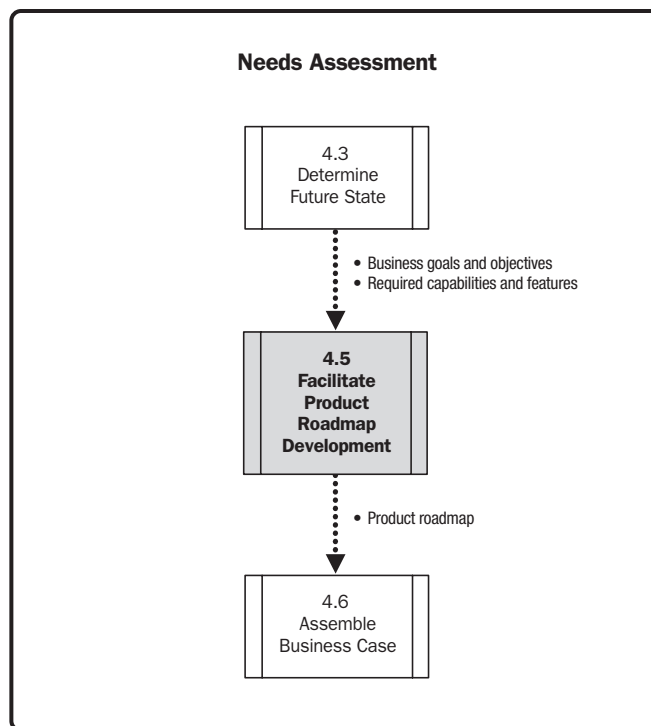 Needs Assessment
4.3
Determine
Future State
• Business goals and objectives
• Required capabilities and features
4.5
Facilitate
Product
Roadmap
Development
• Product roadmap
4.6
Assemble
Business Case